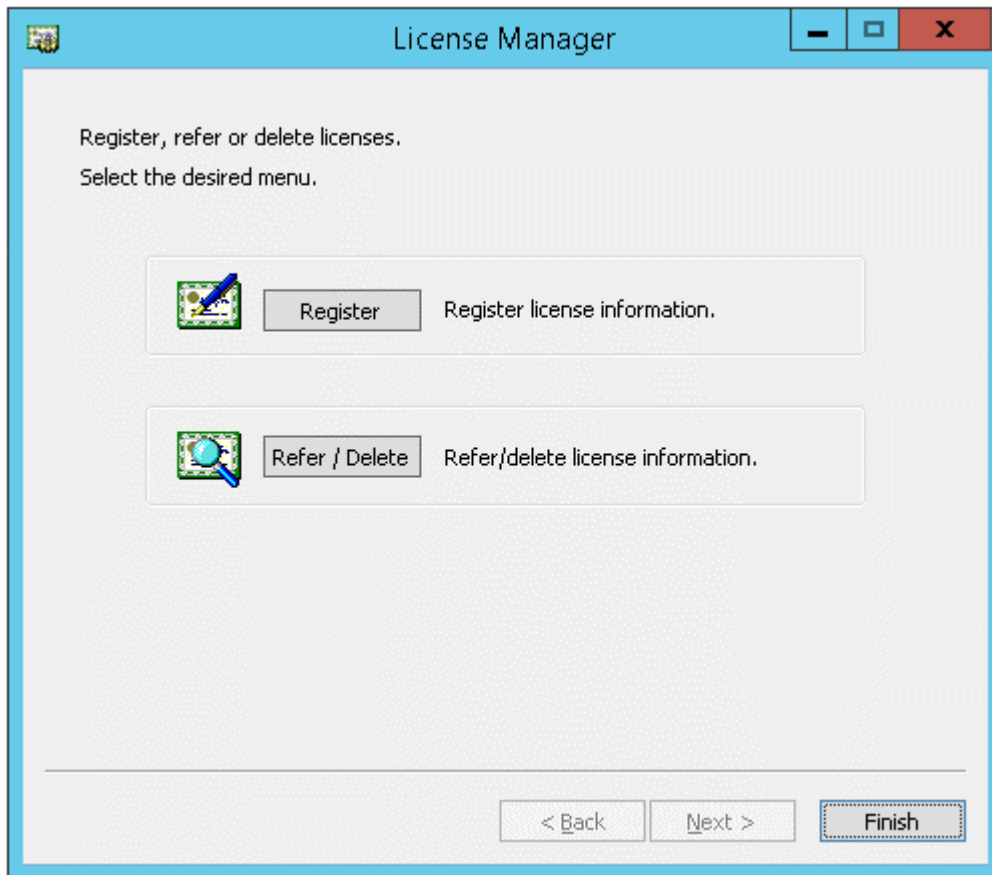 License Manager
Register, refer or delete licenses.
Select the desired menu.
Register
Register license information.
Refer / Delete
Refer/delete license information.
< Back
Next >
Finish